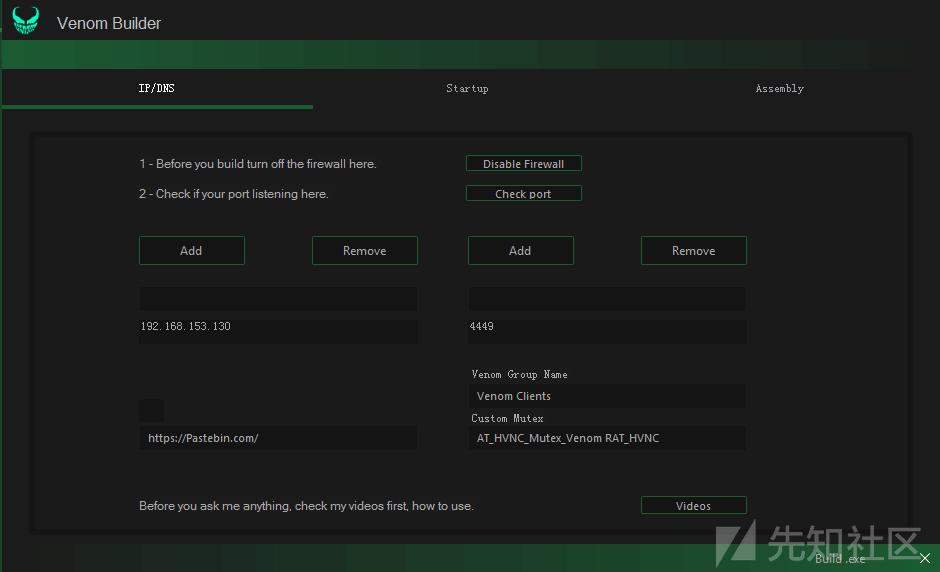 Venom Builder
IP/DNS Startup Assembly
1 - Before you build turn off the firewall here. Disable Firewall
2 - Check if your port listening here. Check port
Add Remove Add Remove
192.168.153.130 4449
Venom Group Name
Venom Clients
Custom Mutex
https://Pastebin.com/ AT_HVNC_Mutex_Venom RAT_HVNC
Before you ask me anything, check my videos first, how to use. Videos
先知社区
Build .exe